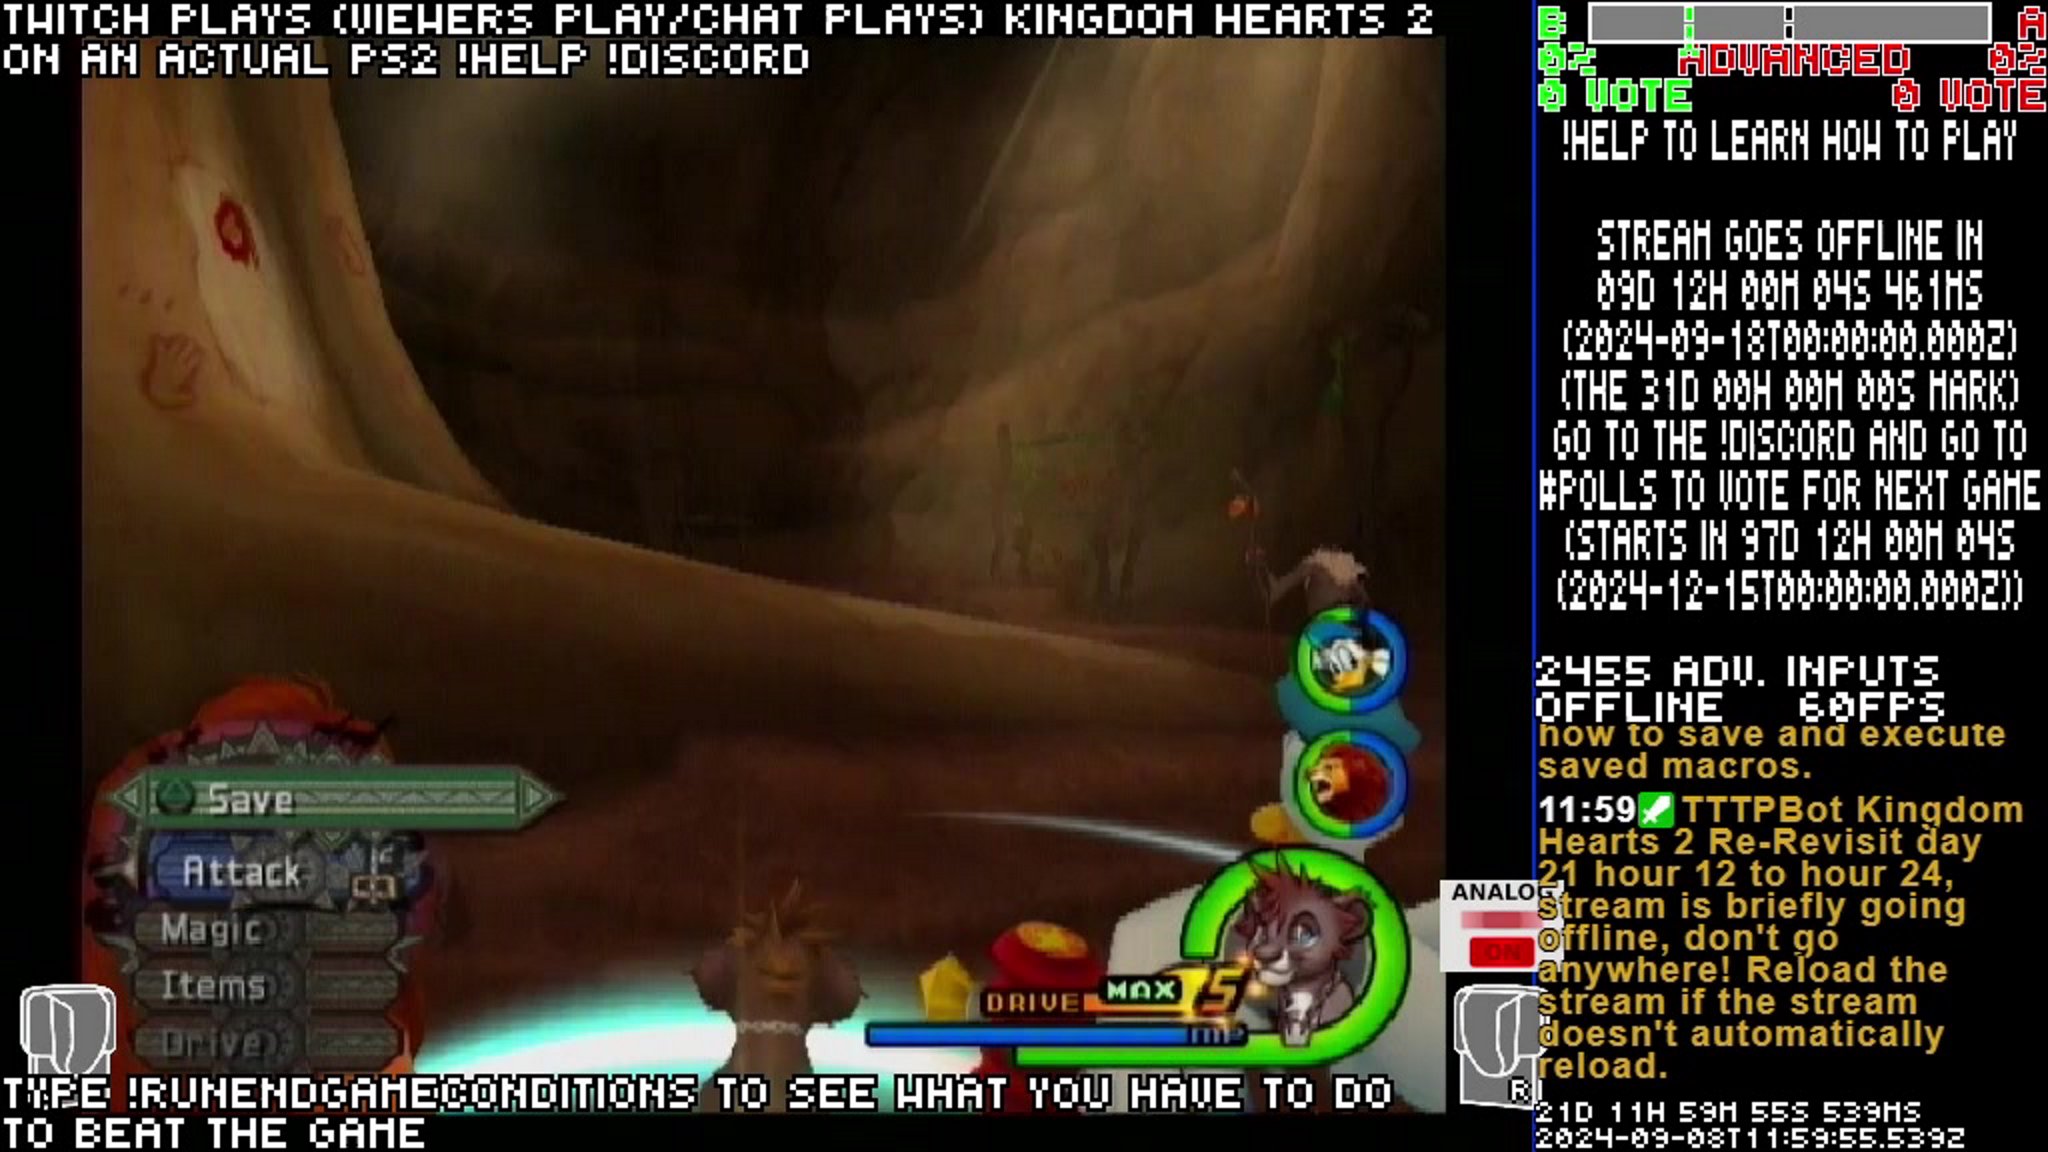 TWITCH PLAYS (VIEWERS PLAY/CHAT PLAYS) KINGDOM HEARTS 2
ON AN ACTUAL PS2 !HELP !DISCORD
B A
0% ADVANCED 0%
0 VOTE 0 VOTE
!HELP TO LEARN HOW TO PLAY
STREAM GOES OFFLINE IN
09D 12H 00M 04S 461MS
(2024-09-18T00:00:00.000Z)
(THE 31D 00H 00M 00S MARK)
GO TO THE !DISCORD AND GO TO
#POLLS TO VOTE FOR NEXT GAME
(STARTS IN 97D 12H 00M 04S
(2024-12-15T00:00:00.000Z))
2455 ADV. INPUTS
OFFLINE 60FPS
how to save and execute
saved macros.
11:59 TTTPBot Kingdom
Hearts 2 Re-Revisit day
21 hour 12 to hour 24,
stream is briefly going
offline, don't go
anywhere! Reload the
stream if the stream
doesn't automatically
reload.
21D 11H 59M 55S 539MS
2024-09-08T11:59:55.539Z
Save
Attack
Magic
Items
Drive
DRIVE MAX 5
MP
ANALOG
ON
R1
TYPE !RUNENDGAMECONDITIONS TO SEE WHAT YOU HAVE TO DO
TO BEAT THE GAME